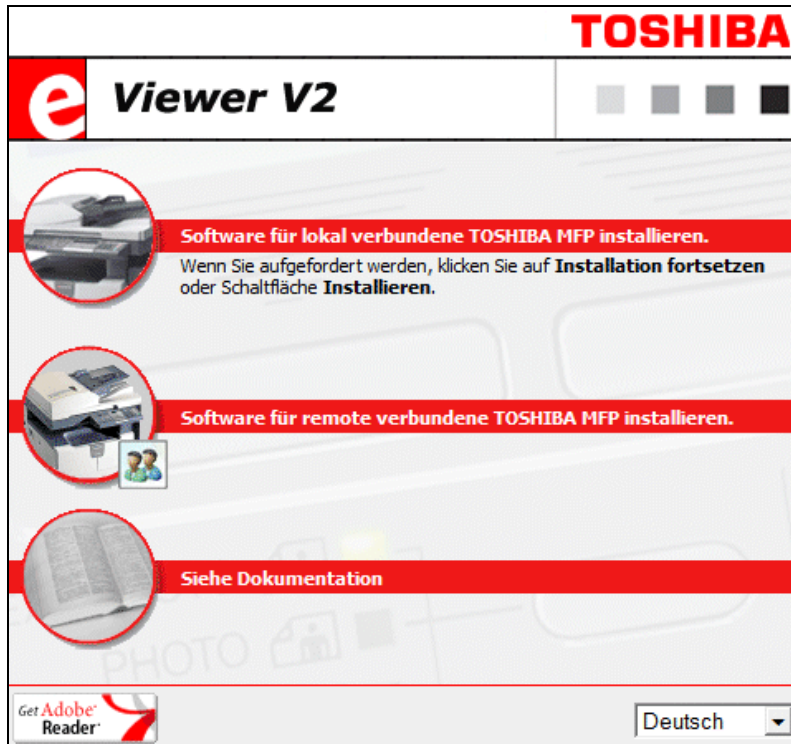 TOSHIBA
e Viewer V2
Software für lokal verbundene TOSHIBA MFP installieren.
Wenn Sie aufgefordert werden, klicken Sie auf Installation fortsetzen
oder Schaltfläche Installieren.
Software für remote verbundene TOSHIBA MFP installieren.
Siehe Dokumentation
PHOTO
Get Adobe
Reader
Deutsch